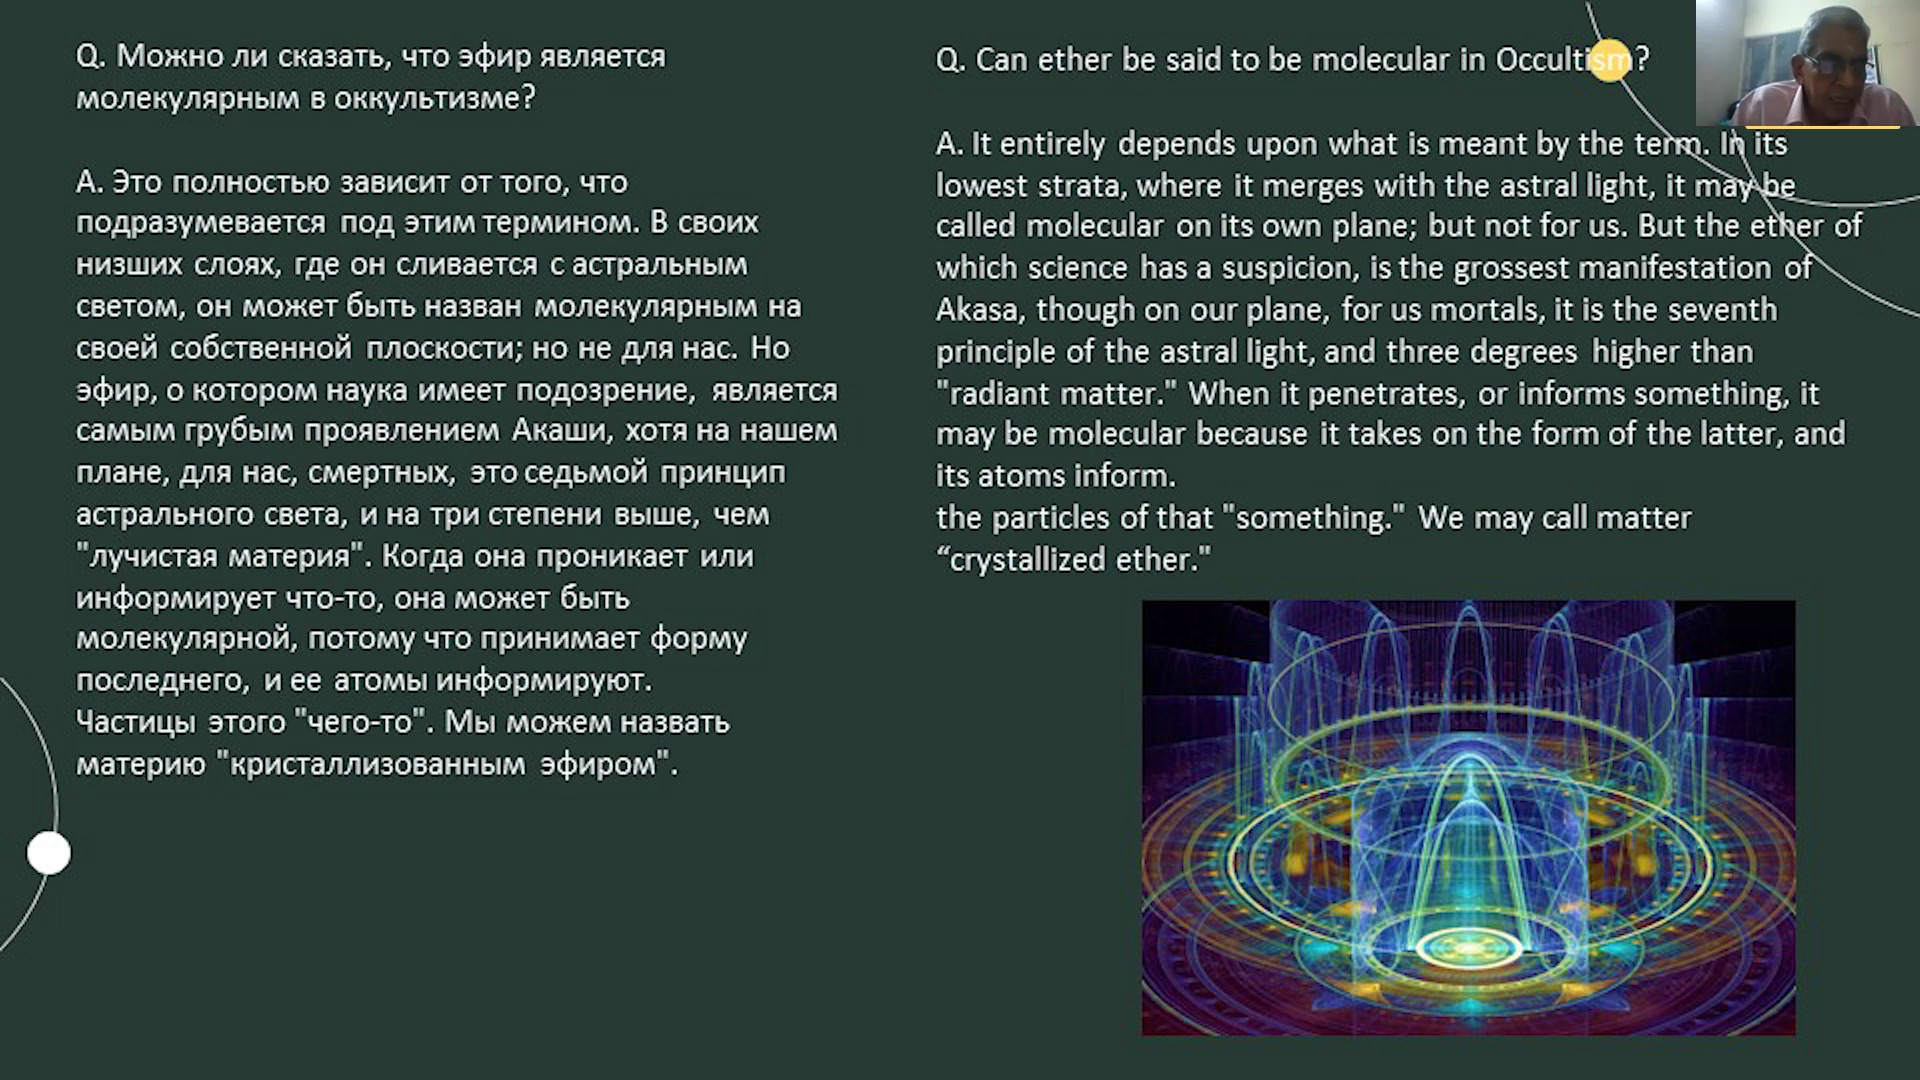 Q. Можно ли сказать, что эфир является
молекулярным в оккультизме?
А. Это полностью зависит от того, что
подразумевается под этим термином. В своих
низших слоях, где он сливается с астральным
светом, он может быть назван молекулярным на
своей собственной плоскости; но не для нас. Но
эфир, о котором наука имеет подозрение, является
самым грубым проявлением Акаши, хотя на нашем
плане, для нас, смертных, это седьмой принцип
астрального света, и на три степени выше, чем
"лучистая материя". Когда она проникает или
информирует что-то, она может быть
молекулярной, потому что принимает форму
последнего, и ее атомы информируют.
Частицы этого "чего-то". Мы можем назвать
материю "кристаллизованным эфиром".
Q. Can ether be said to be molecular in Occultism?
A. It entirely depends upon what is meant by the term. In its
lowest strata, where it merges with the astral light, it may be
called molecular on its own plane; but not for us. But the ether of
which science has a suspicion, is the grossest manifestation of
Akasa, though on our plane, for us mortals, it is the seventh
principle of the astral light, and three degrees higher than
"radiant matter." When it penetrates, or informs something, it
may be molecular because it takes on the form of the latter, and
its atoms inform.
the particles of that "something." We may call matter
“crystallized ether."